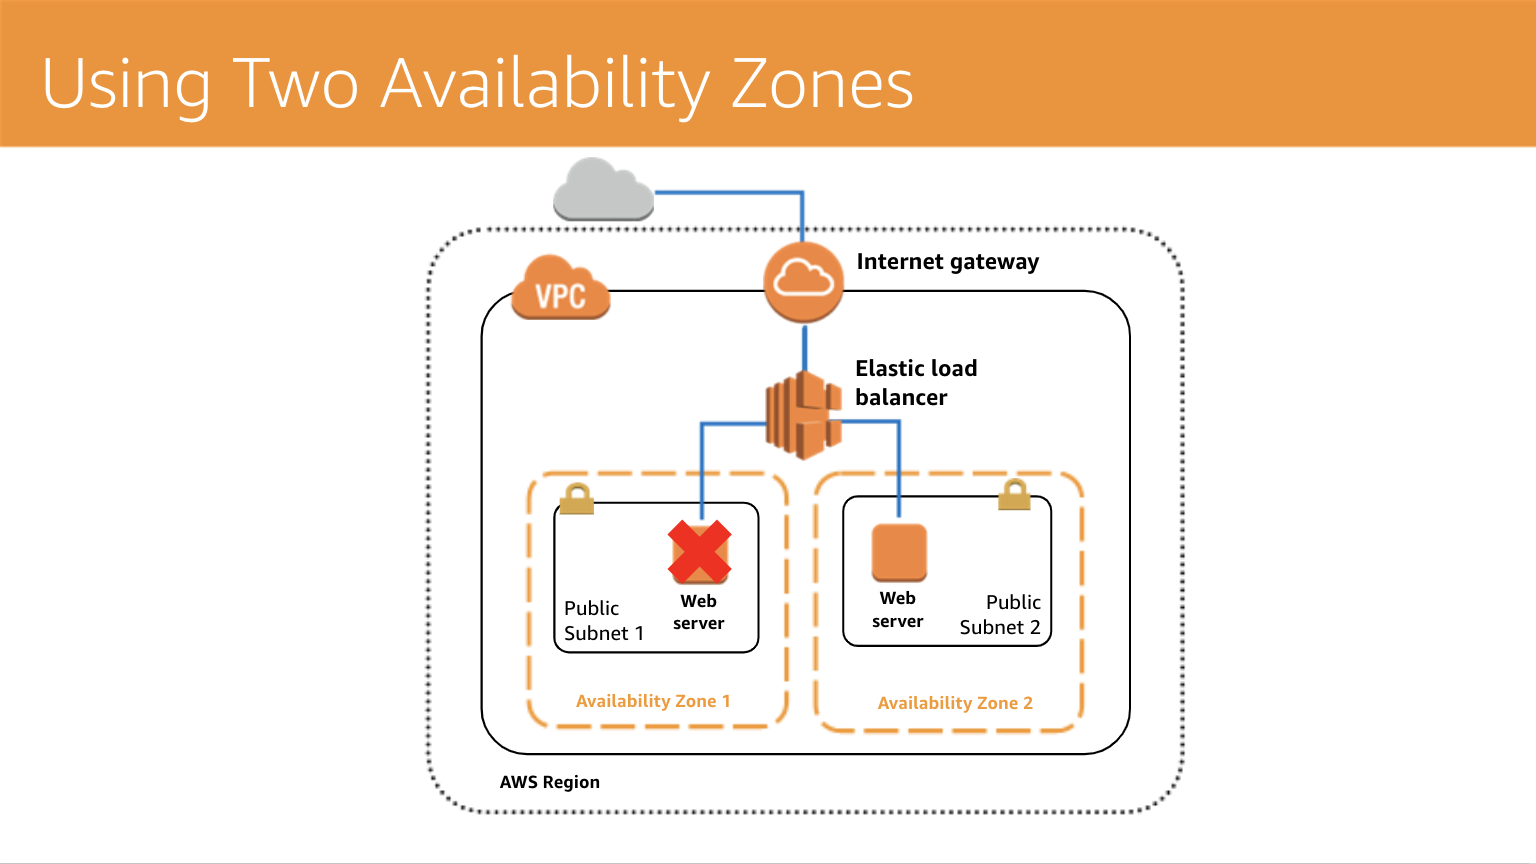 Using Two Availability Zones
Internet gateway
VPC
Elastic load
balancer
Web
server
Public
Subnet 1
Web
server
Public
Subnet 2
Availability Zone 1
Availability Zone 2
AWS Region